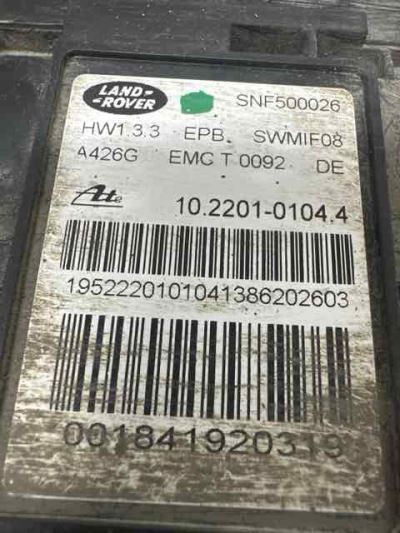 LAND-
ROVER
SNF500026
HW1.3.3 EPB SWMIF08
A426G EMC T 0092 DE
Ate 10.2201-0104.4
1952220101041386202603
001841920319